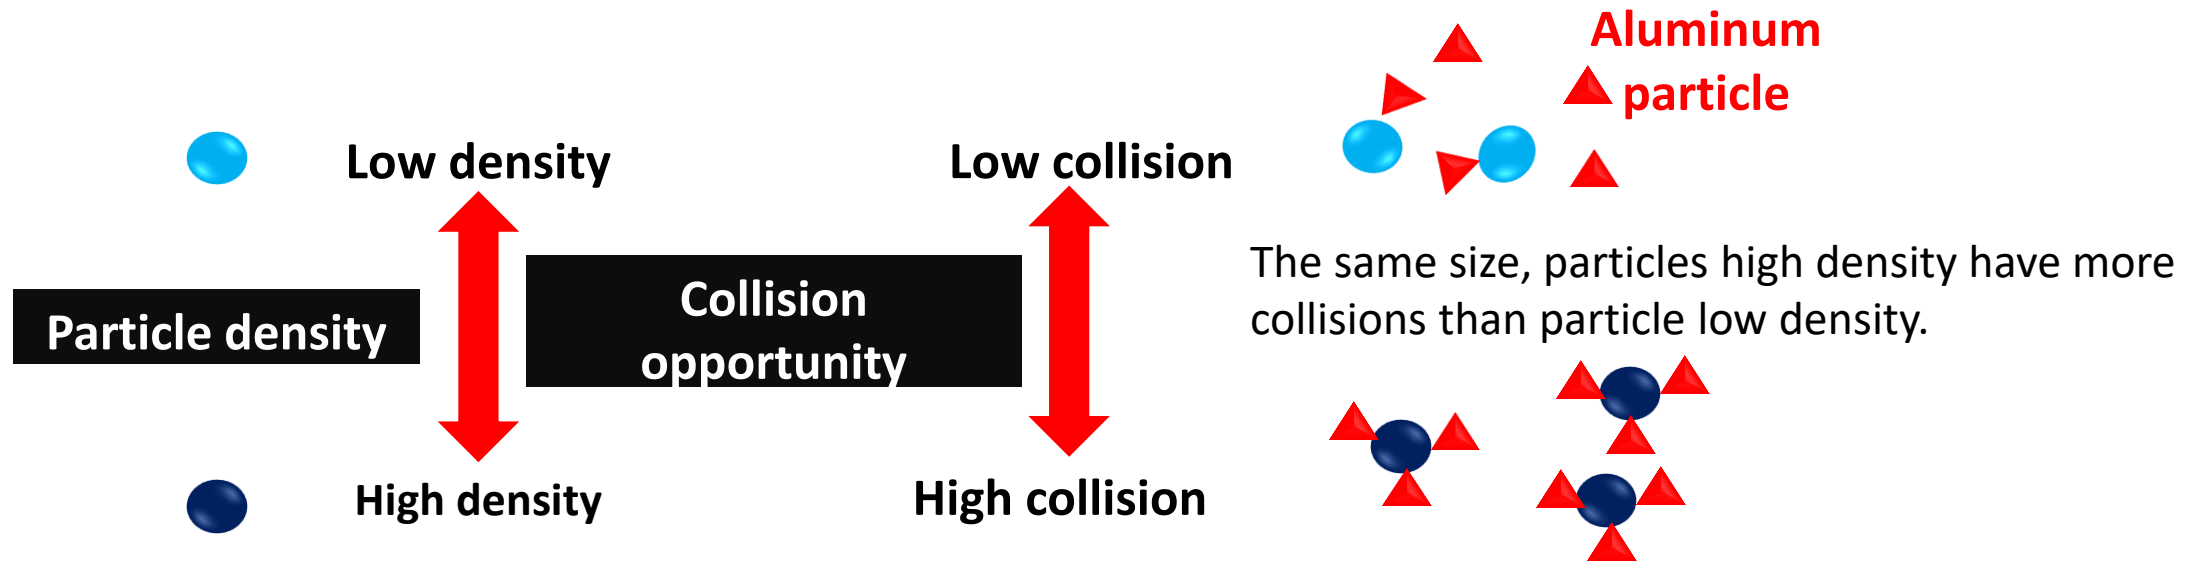 Aluminum
particle
Low density
Low collision
Particle density
Collision
opportunity
The same size, particles high density have more
collisions than particle low density.
High density
High collision